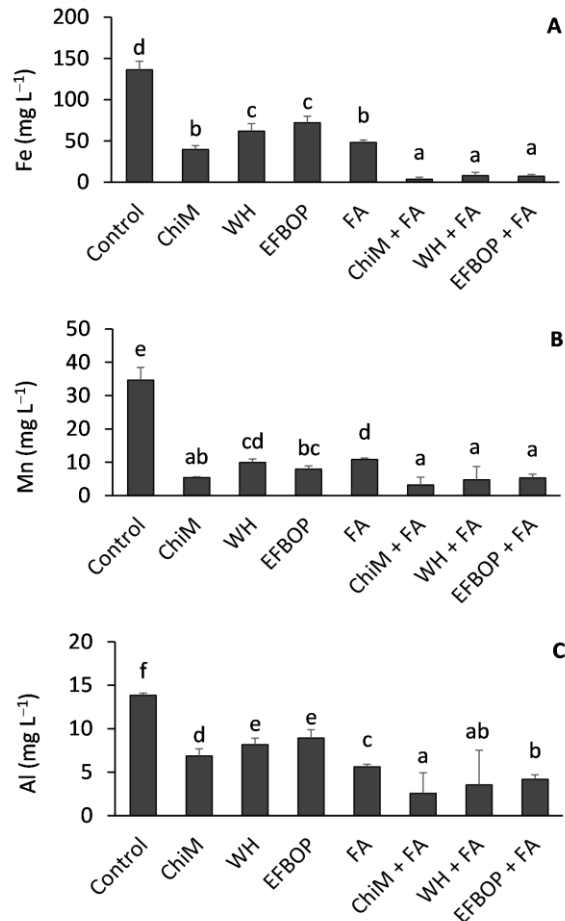 A
Fe (mg L⁻¹)
200
150
100
50
0
d
b
c
c
b
a
a
a
Control
ChiM
WH
EFBOP
FA
ChiM + FA
WH + FA
EFBOP + FA
B
Mn (mg L⁻¹)
50
40
30
20
10
0
e
ab
cd
bc
d
a
a
a
Control
ChiM
WH
EFBOP
FA
ChiM + FA
WH + FA
EFBOP + FA
C
Al (mg L⁻¹)
20
15
10
5
0
f
d
e
e
c
a
ab
b
Control
ChiM
WH
EFBOP
FA
ChiM + FA
WH + FA
EFBOP + FA